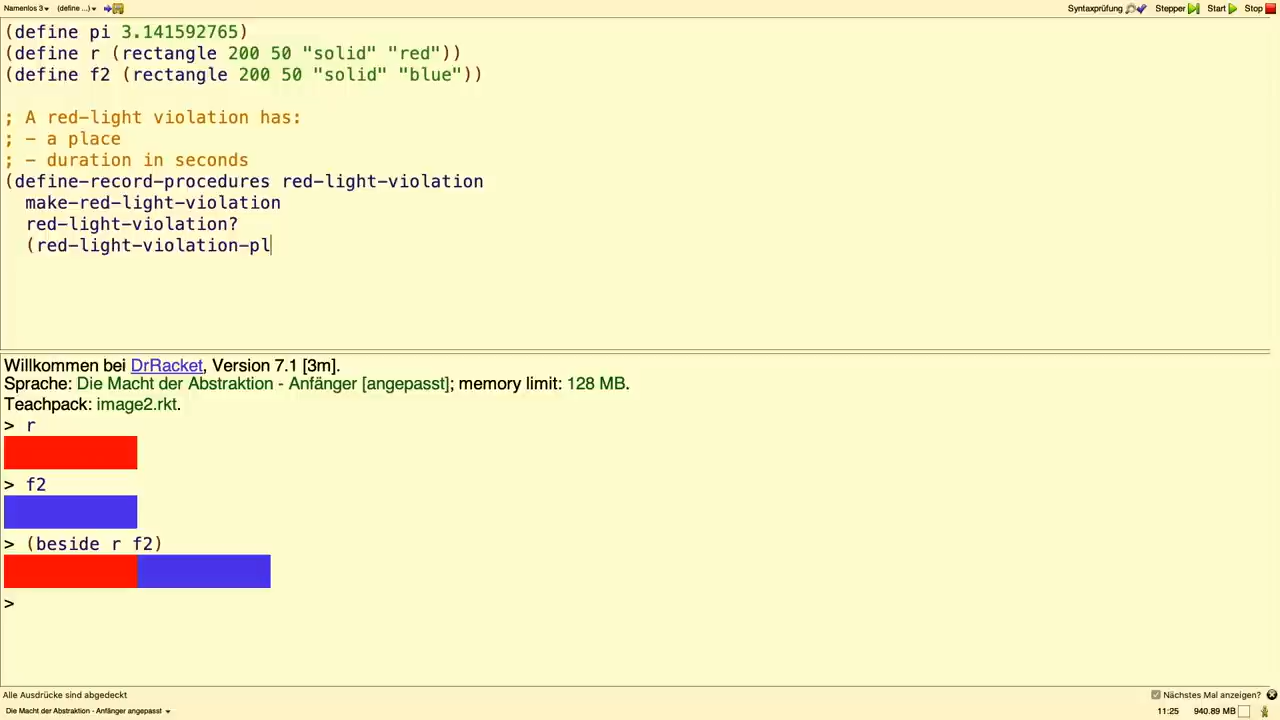 Namenlos 3 (define ...) Syntaxprüfung Stepper Start Stop
(define pi 3.141592765)
(define r (rectangle 200 50 "solid" "red"))
(define f2 (rectangle 200 50 "solid" "blue"))
; A red-light violation has:
; - a place
; - duration in seconds
(define-record-procedures red-light-violation
make-red-light-violation
red-light-violation?
(red-light-violation-pl
Willkommen bei DrRacket, Version 7.1 [3m].
Sprache: Die Macht der Abstraktion - Anfänger [angepasst]; memory limit: 128 MB.
Teachpack: image2.rkt.
> r
> f2
> (beside r f2)
>
Alle Ausdrücke sind abgedeckt Nächstes Mal anzeigen?
Die Macht der Abstraktion - Anfänger angepasst 11:25 940.89 MB